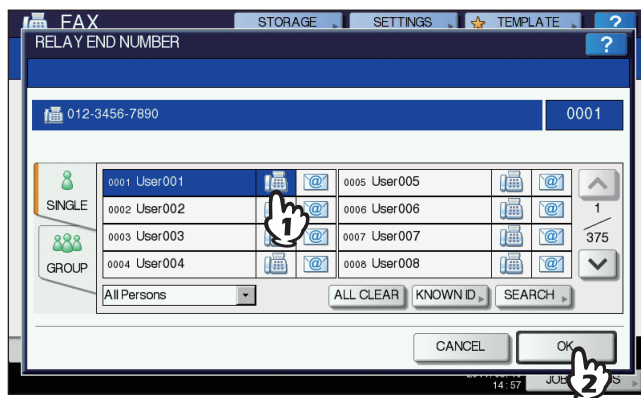 FAX STORAGE SETTINGS TEMPLATE ?
RELAY END NUMBER ?
012-3456-7890 0001
SINGLE
GROUP
0001 User001 0005 User005
0002 User002 0006 User006
0003 User003 0007 User007
0004 User004 0008 User008
1
375
All Persons ALL CLEAR KNOWN ID SEARCH
CANCEL OK
1
2
14:57